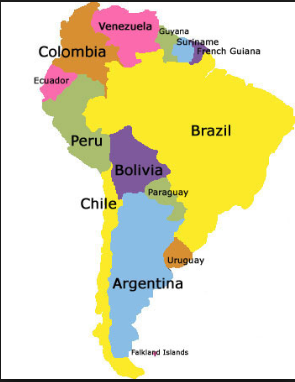 Venezuela
Guyana
Suriname
French Guiana
Colombia
Ecuador
Brazil
Peru
Bolivia
Paraguay
Chile
Uruguay
Argentina
Falkland Islands